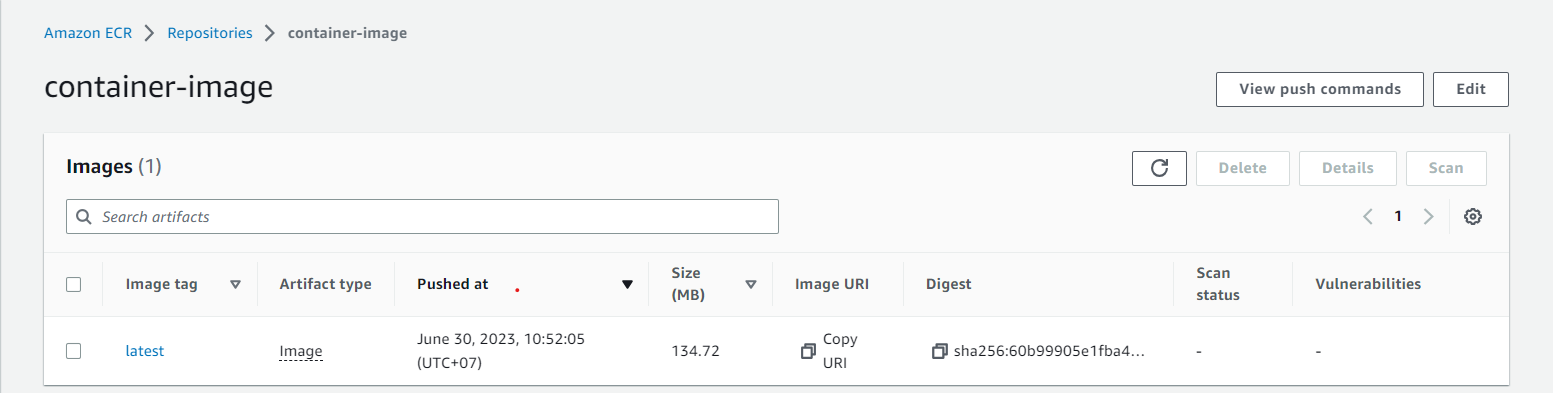 Amazon ECR > Repositories > container-image
container-image
View push commands
Edit
Images (1)
Delete
Details
Scan
Search artifacts
1
Image tag
Artifact type
Pushed at
Size
(MB)
Image URI
Digest
Scan
status
Vulnerabilities
latest
Image
June 30, 2023, 10:52:05
(UTC+07)
134.72
Copy
URI
sha256:60b99905e1fba4...
-
-